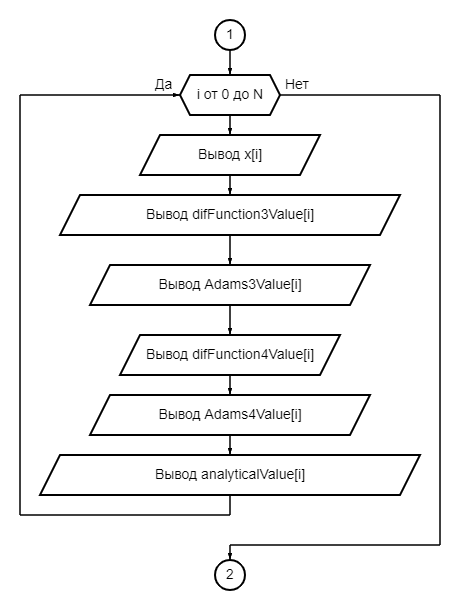 1
Да
Нет
i от 0 до N
Вывод x[i]
Вывод difFunction3Value[i]
Вывод Adams3Value[i]
Вывод difFunction4Value[i]
Вывод Adams4Value[i]
Вывод analyticalValue[i]
2